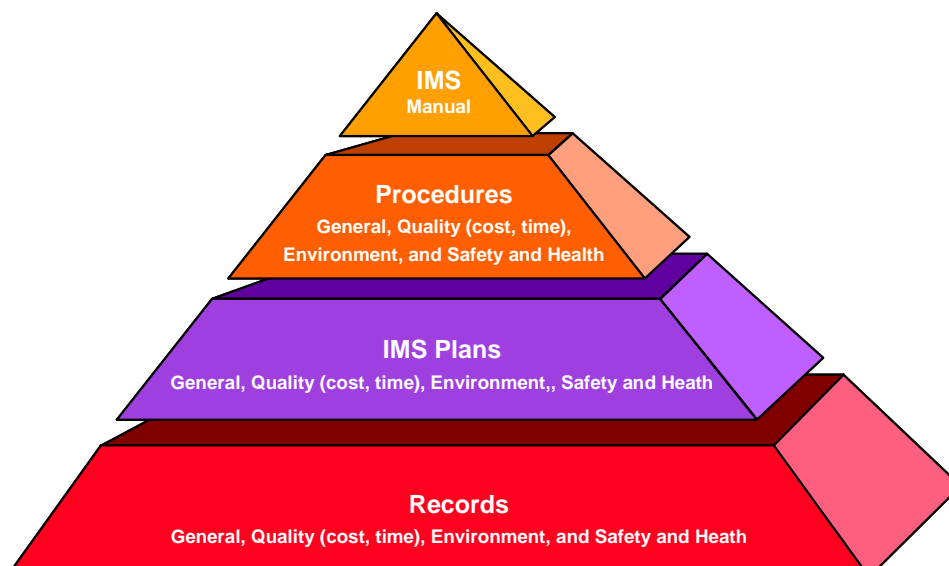 IMS
Manual
Procedures
General, Quality (cost, time),
Environment, and Safety and Health
IMS Plans
General, Quality (cost, time), Environment,, Safety and Heath
Records
General, Quality (cost, time), Environment, and Safety and Heath